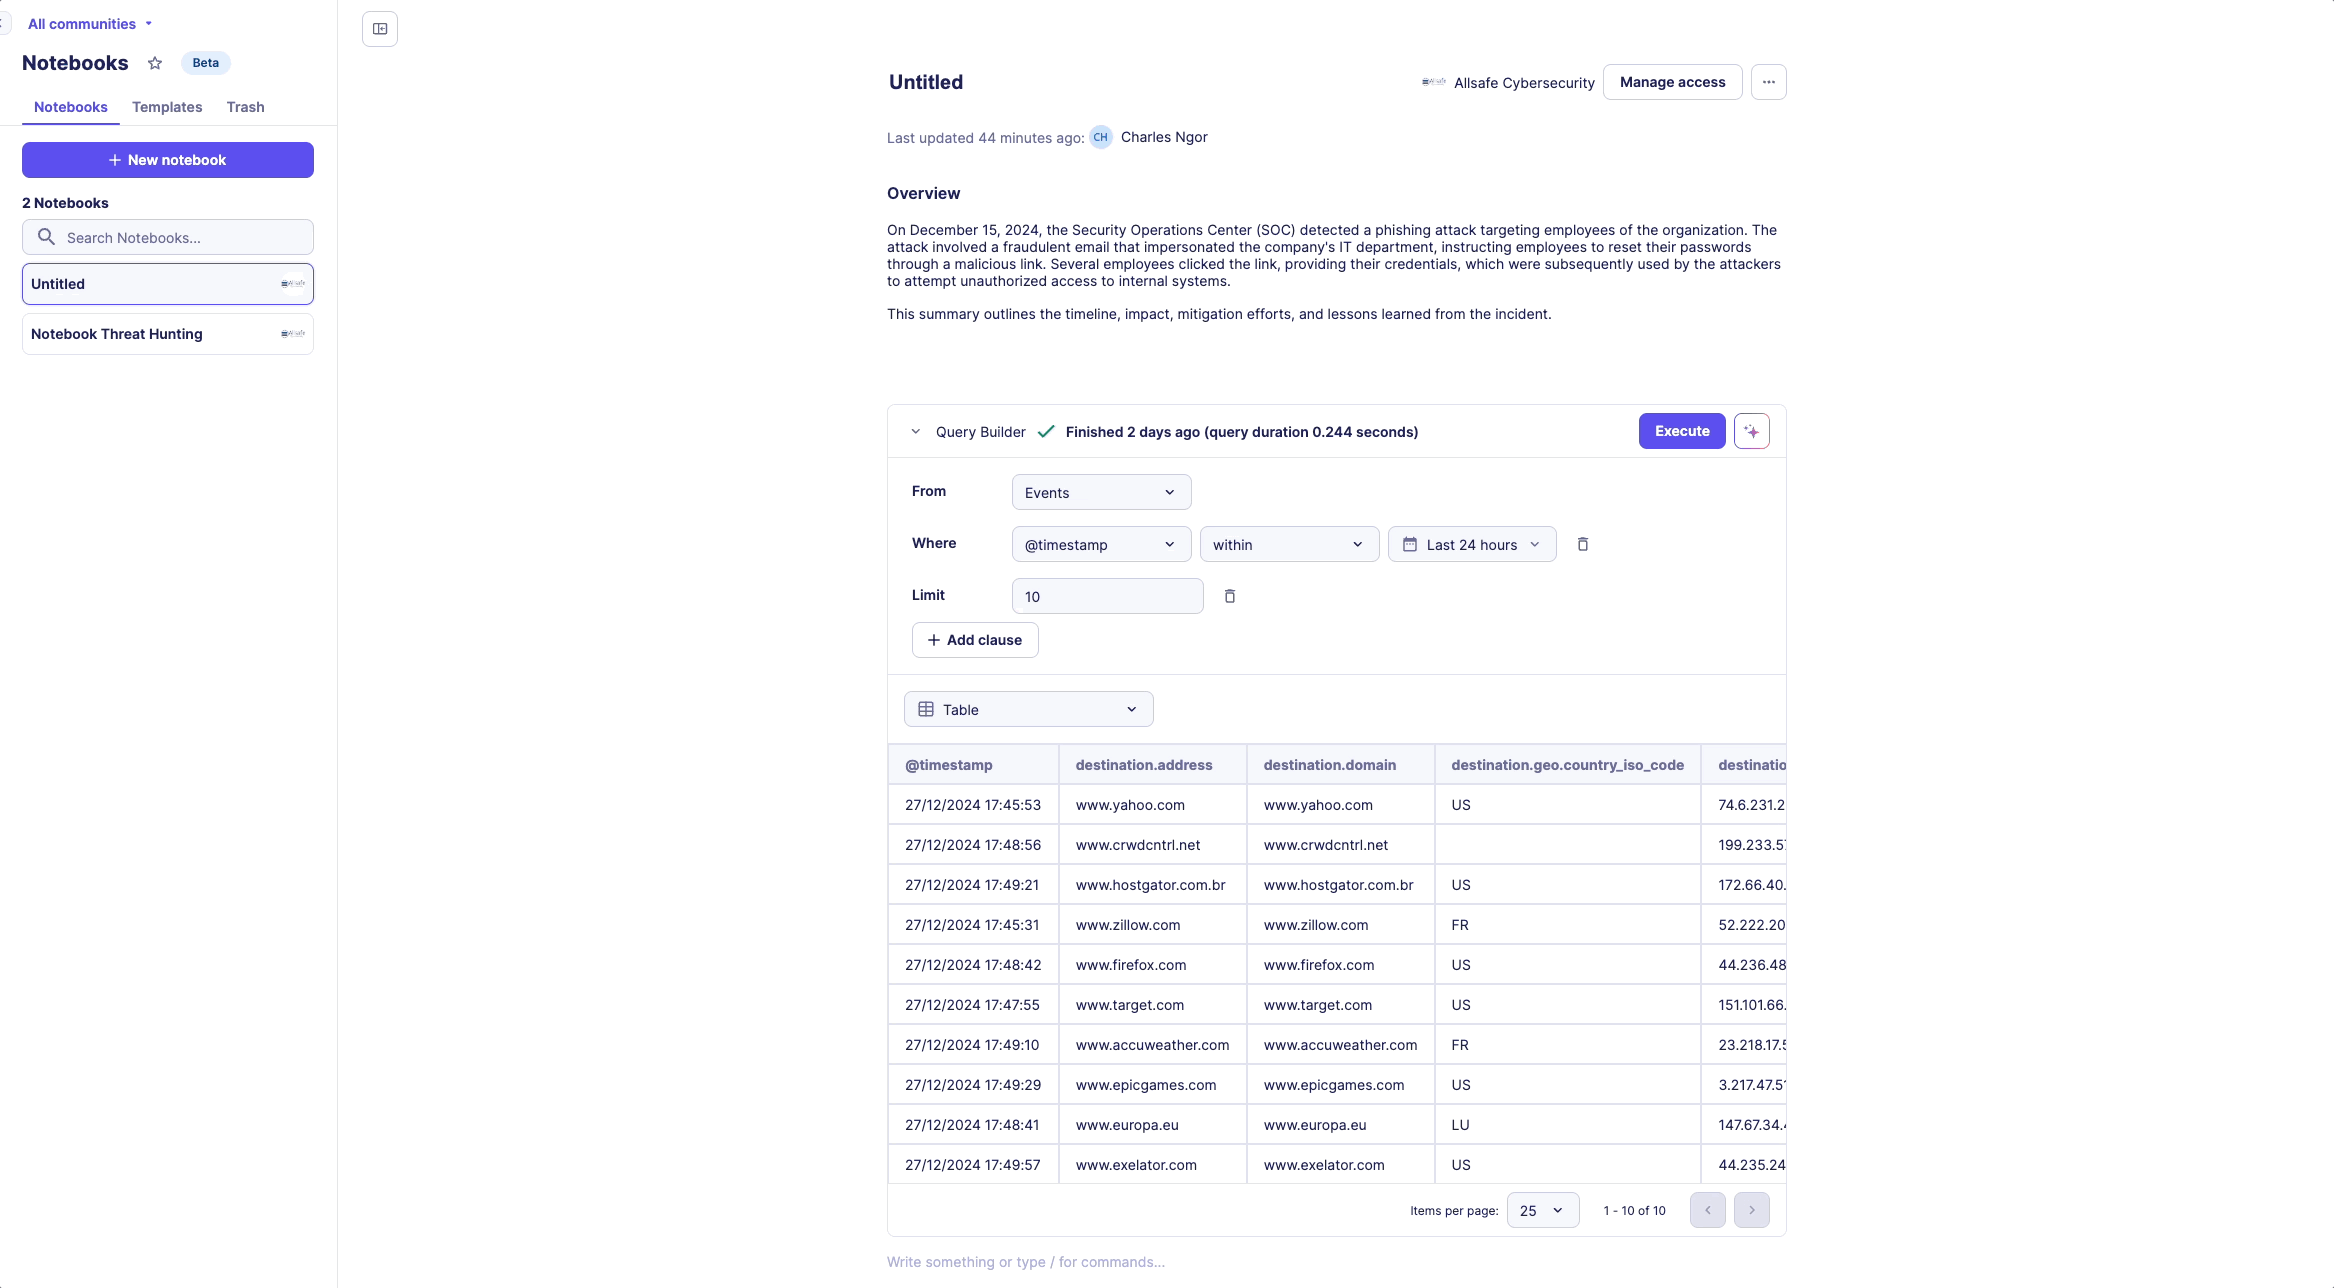 All communities
Notebooks Beta
Notebooks Templates Trash
+ New notebook
2 Notebooks
Search Notebooks...
Untitled
Notebook Threat Hunting
Untitled Allsafe Cybersecurity Manage access
Last updated 44 minutes ago: CH Charles Ngor
Overview
On December 15, 2024, the Security Operations Center (SOC) detected a phishing attack targeting employees of the organization. The
attack involved a fraudulent email that impersonated the company's IT department, instructing employees to reset their passwords
through a malicious link. Several employees clicked the link, providing their credentials, which were subsequently used by the attackers
to attempt unauthorized access to internal systems.
This summary outlines the timeline, impact, mitigation efforts, and lessons learned from the incident.
Query Builder Finished 2 days ago (query duration 0.244 seconds) Execute
From Events
Where @timestamp within Last 24 hours
Limit 10
+ Add clause
Table
@timestamp destination.address destination.domain destination.geo.country_iso_code destinatio
27/12/2024 17:45:53 www.yahoo.com www.yahoo.com US 74.6.231.2
27/12/2024 17:48:56 www.crwdcntrl.net www.crwdcntrl.net 199.233.57
27/12/2024 17:49:21 www.hostgator.com.br www.hostgator.com.br US 172.66.40.
27/12/2024 17:45:31 www.zillow.com www.zillow.com FR 52.222.20
27/12/2024 17:48:42 www.firefox.com www.firefox.com US 44.236.48
27/12/2024 17:47:55 www.target.com www.target.com US 151.101.66.
27/12/2024 17:49:10 www.accuweather.com www.accuweather.com FR 23.218.17.5
27/12/2024 17:49:29 www.epicgames.com www.epicgames.com US 3.217.47.51
27/12/2024 17:48:41 www.europa.eu www.europa.eu LU 147.67.34.4
27/12/2024 17:49:57 www.exelator.com www.exelator.com US 44.235.24
Items per page: 25 1 - 10 of 10
Write something or type / for commands...